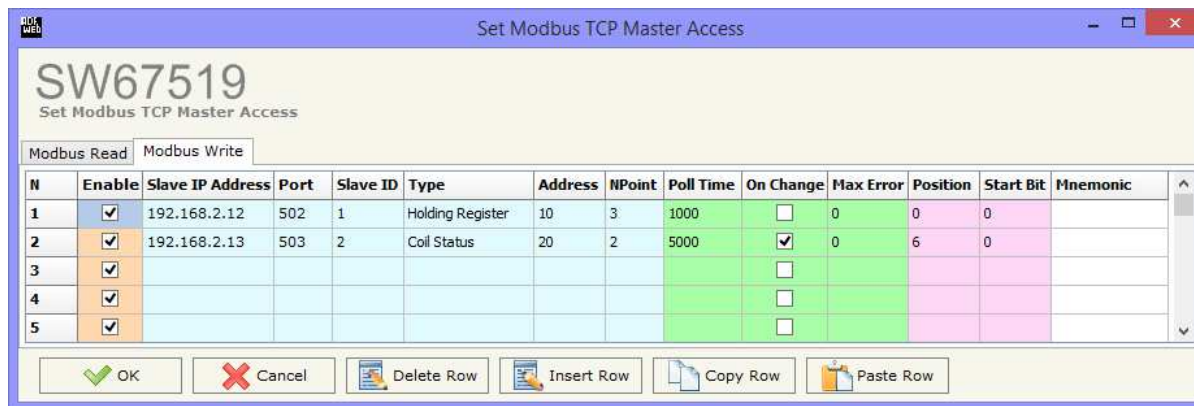 ADF
WEB
Set Modbus TCP Master Access
SW67519
Set Modbus TCP Master Access
Modbus Read Modbus Write
N Enable Slave IP Address Port Slave ID Type Address NPoint Poll Time On Change Max Error Position Start Bit Mnemonic
1 192.168.2.12 502 1 Holding Register 10 3 1000 0 0 0
2 192.168.2.13 503 2 Coil Status 20 2 5000 0 6 0
3
4
5
OK Cancel Delete Row Insert Row Copy Row Paste Row